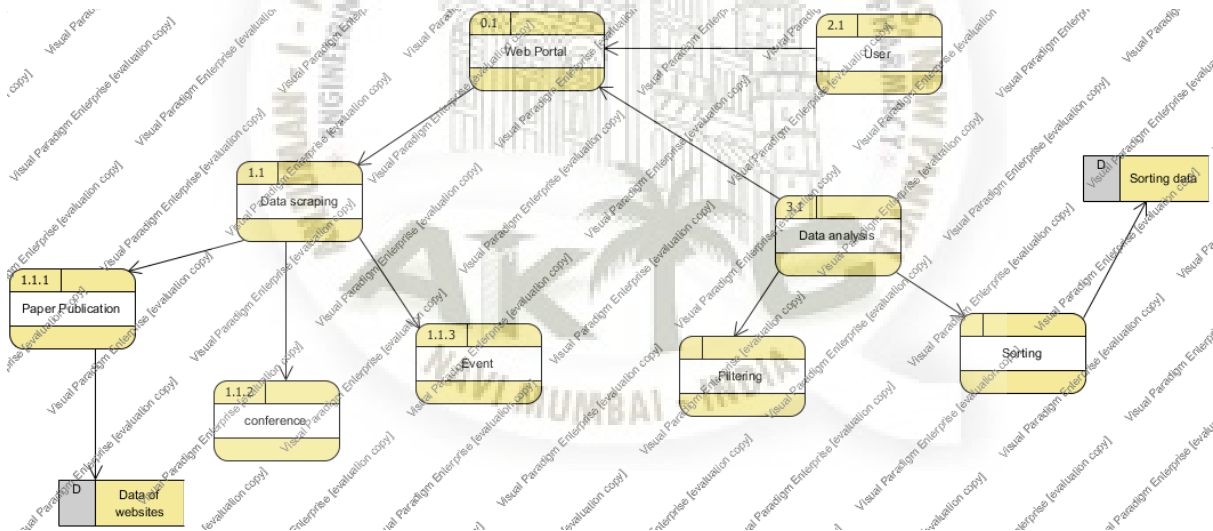 0.1
Web Portal
2.1
User
1.1
Data scraping
D
Sorting data
3.1
Data analysis
1.1.1
Paper Publication
1.1.3
Event
Filtering
Sorting
1.1.2
conference
D
Data of
websites
AKTC
NAVI MUMBAI - INDIA
Visual Paradigm Enterprise [evaluation copy]